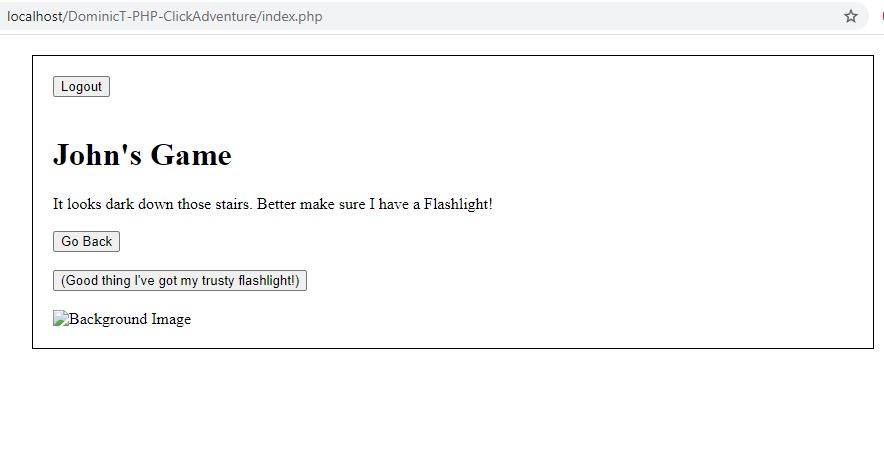 localhost/DominicT-PHP-ClickAdventure/index.php
Logout
John's Game
It looks dark down those stairs. Better make sure I have a Flashlight!
Go Back
(Good thing I've got my trusty flashlight!)
Background Image